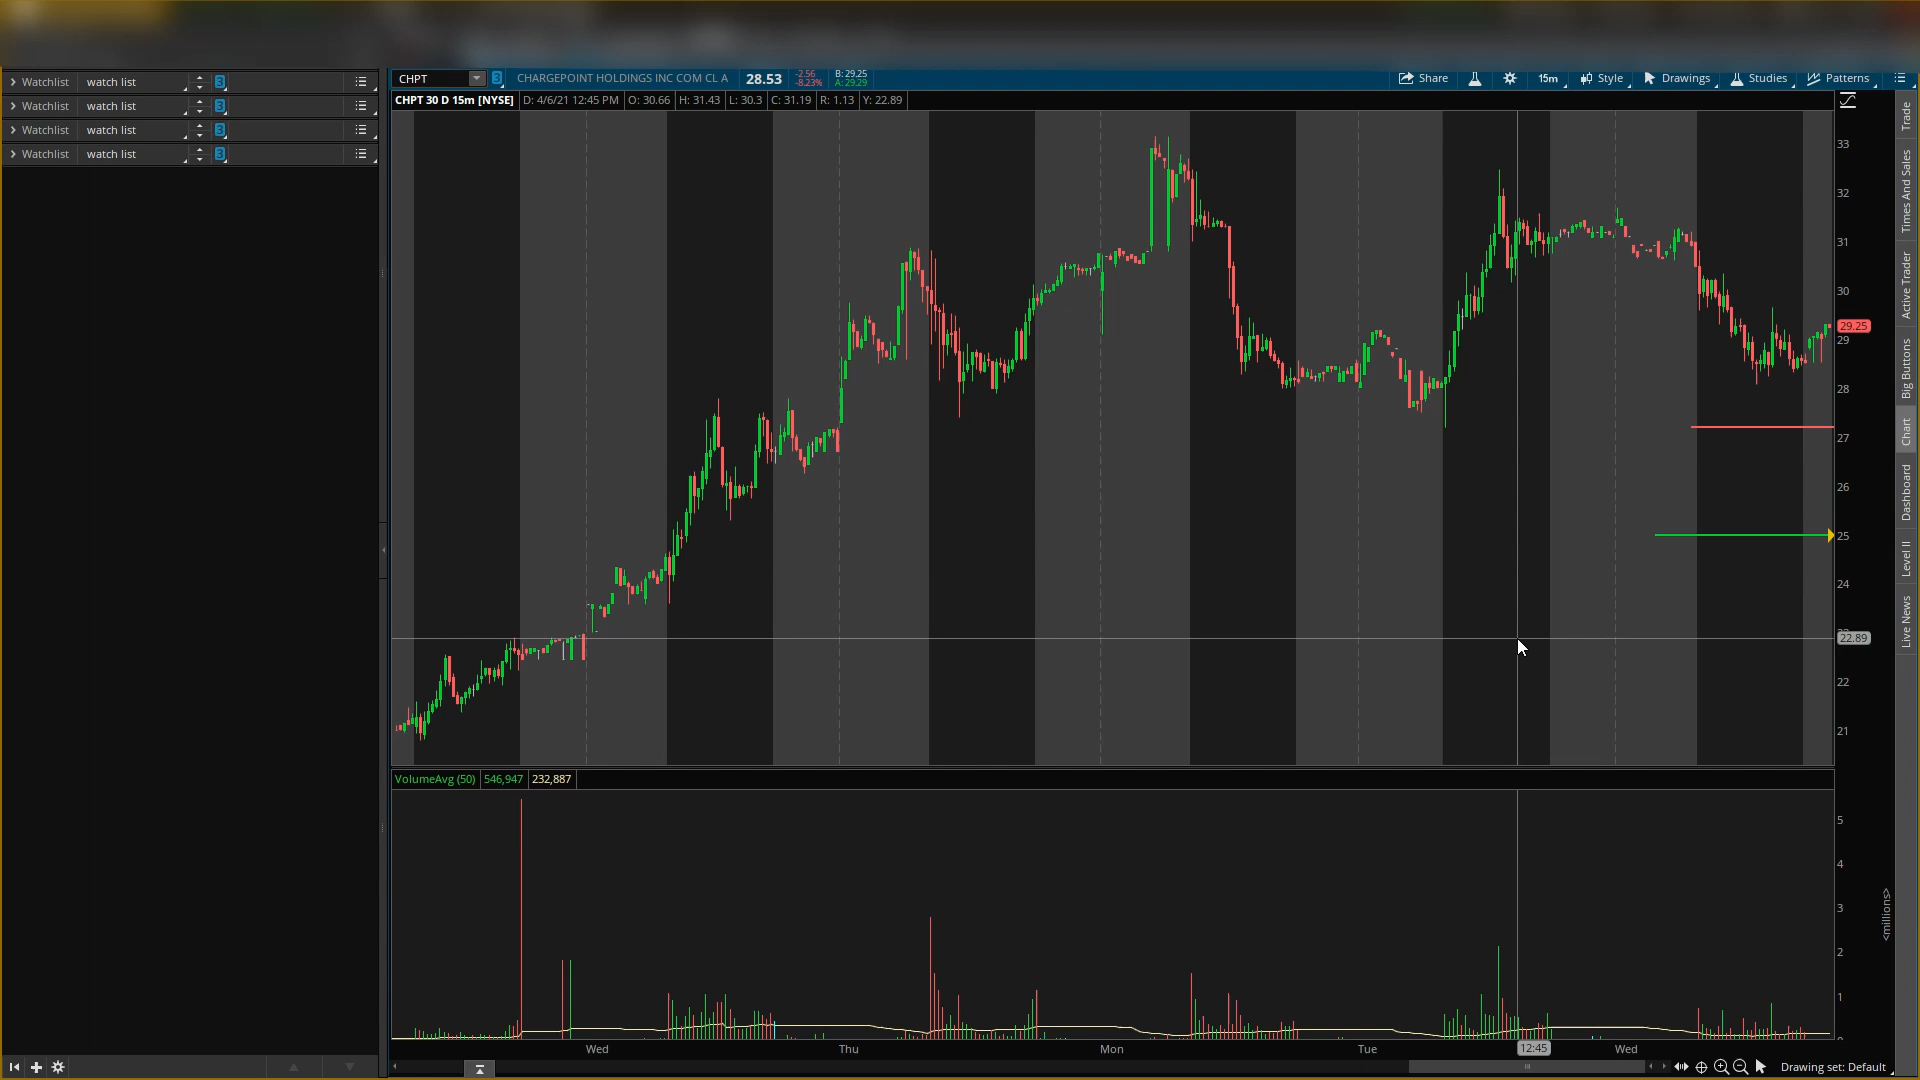 Watchlist watch list 3
Watchlist watch list 3
Watchlist watch list 3
Watchlist watch list 3
CHPT 3 CHARGEPOINT HOLDINGS INC COM CL A 28.53 -2.56 -8.23% B: 29.25 A: 29.29 Share 15m Style Drawings Studies Patterns
CHPT 30 D 15m [NYSE] D: 4/6/21 12:45 PM O: 30.66 H: 31.43 L: 30.3 C: 31.19 R: 1.13 Y: 22.89
33
32
31
30
29.25
29
28
27
26
25
24
22.89
22
21
VolumeAvg (50) 546,947 232,887
5
4
3
2
1
<millions>
Wed Thu Mon Tue 12:45 Wed
Drawing set: Default
Trade
Times And Sales
Active Trader
Big Buttons
Chart
Dashboard
Level II
Live News